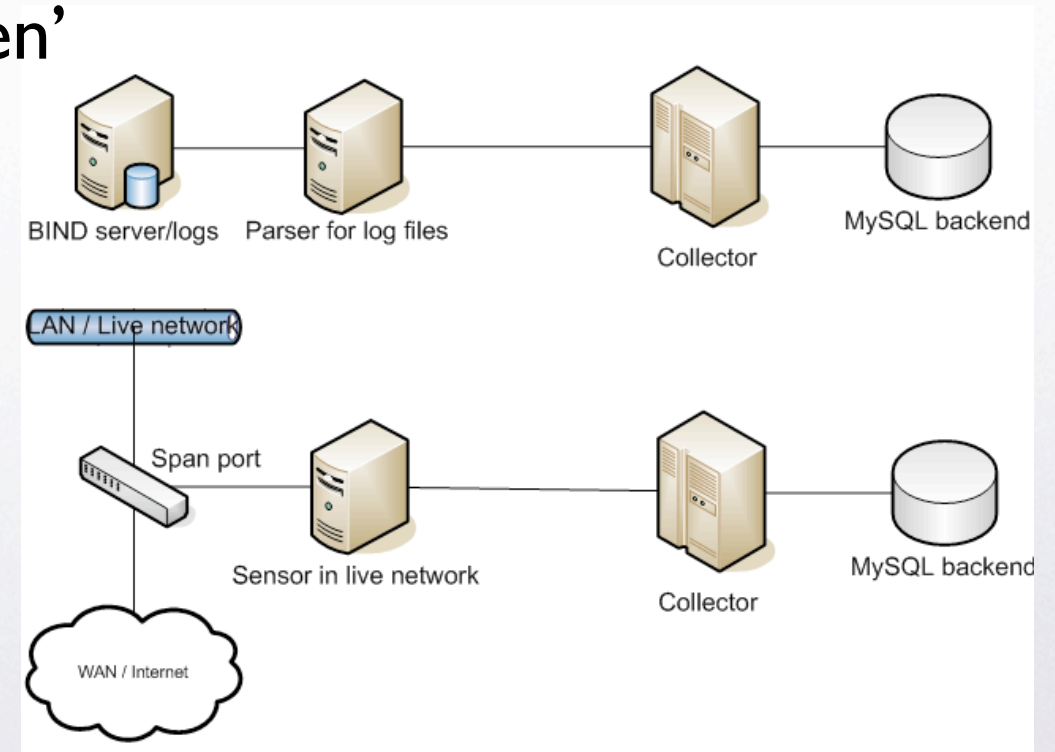 en’
BIND server/logs
Parser for log files
Collector
MySQL backend
LAN / Live network
Span port
Sensor in live network
Collector
MySQL backend
WAN / Internet